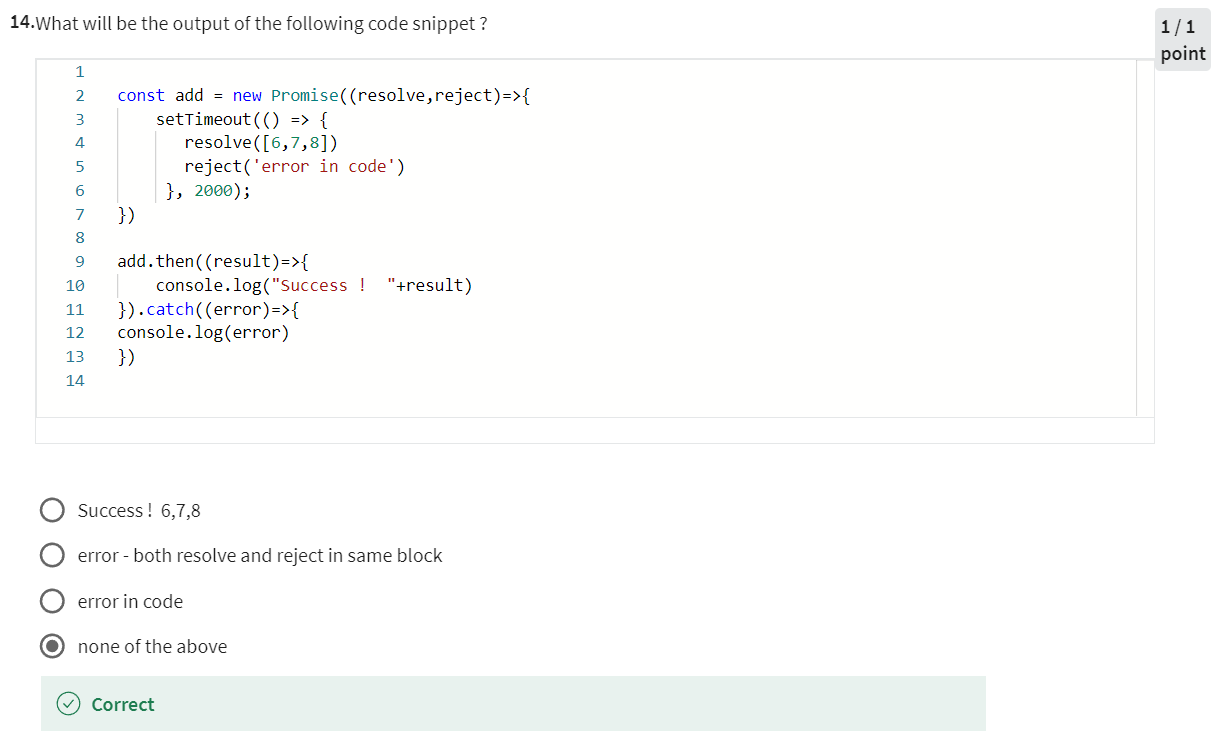 14.What will be the output of the following code snippet ?
1 / 1
point
1
2 const add = new Promise((resolve,reject)=>{
3 setTimeout(() => {
4 resolve([6,7,8])
5 reject('error in code')
6 }, 2000);
7 })
8
9 add.then((result)=>{
10 console.log("Success !  "+result)
11 }).catch((error)=>{
12 console.log(error)
13 })
14
Success !  6,7,8
error - both resolve and reject in same block
error in code
none of the above
Correct